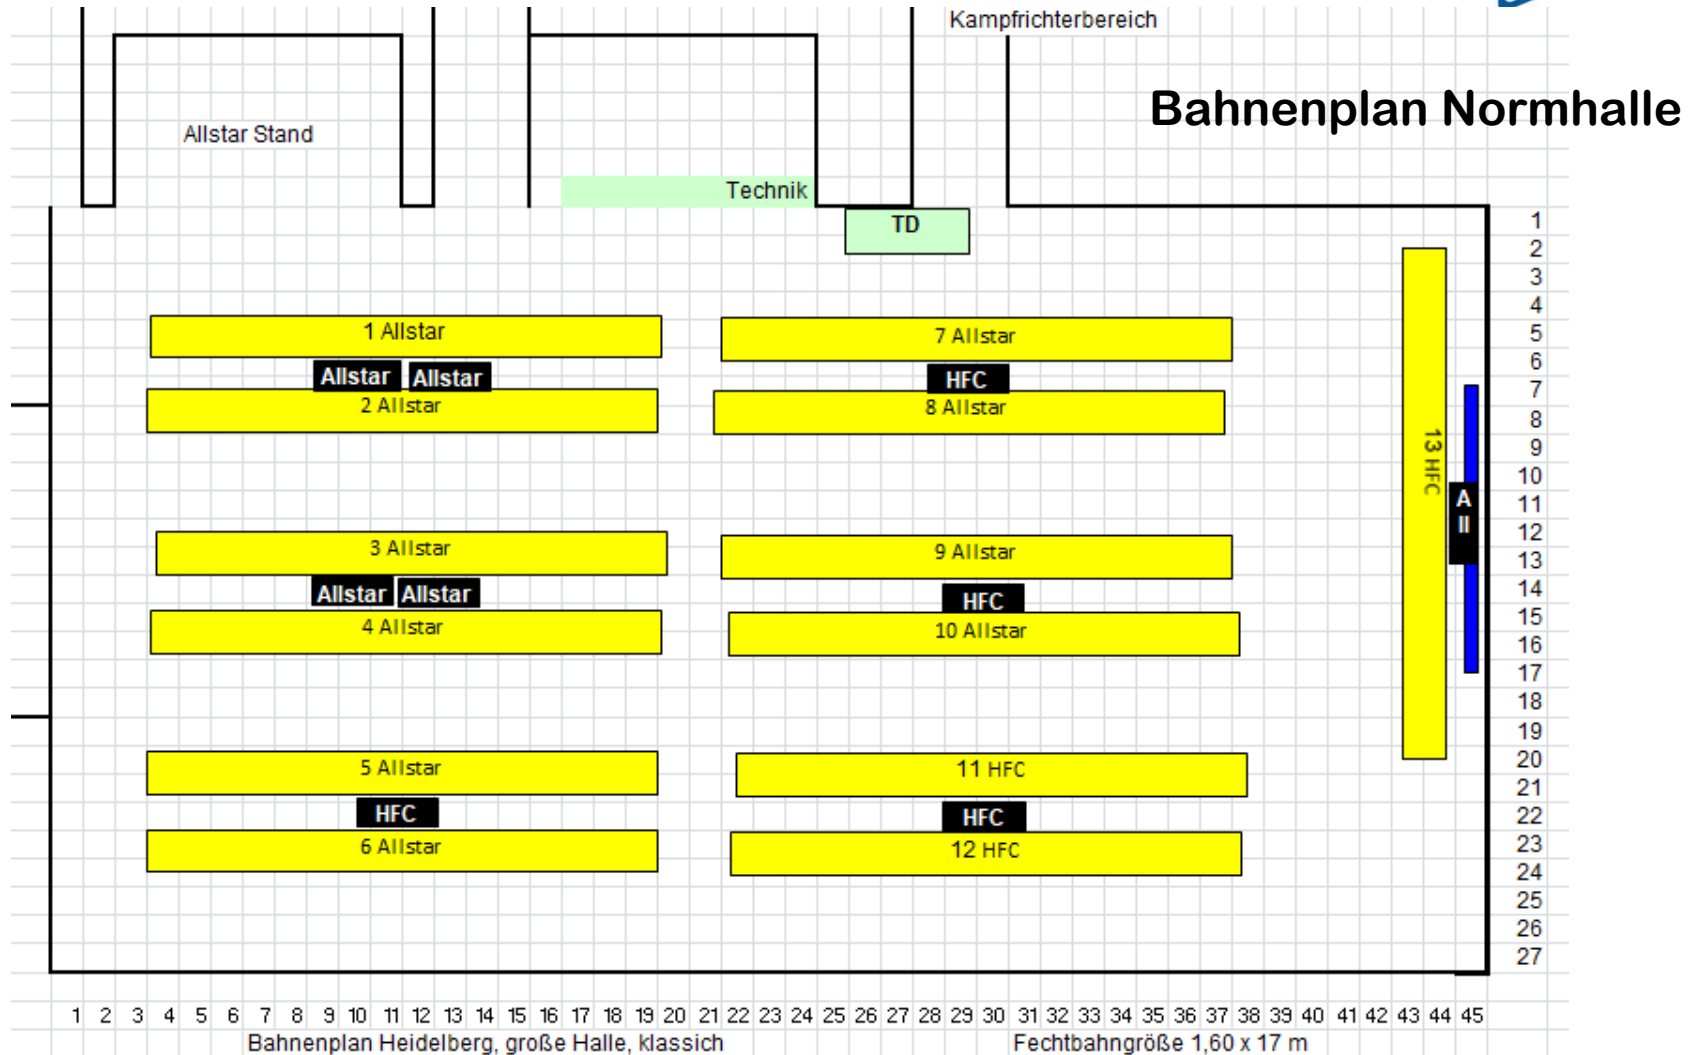 Kampfrichterbereich
Bahnenplan Normhalle
Allstar Stand
Technik
TD
1
2
3
4
5
6
7
8
9
10
11
12
13
14
15
16
17
18
19
20
21
22
23
24
25
26
27
1 Allstar
Allstar Allstar
2 Allstar
7 Allstar
HFC
8 Allstar
13 HFC
A
II
3 Allstar
Allstar Allstar
4 Allstar
9 Allstar
HFC
10 Allstar
5 Allstar
HFC
6 Allstar
11 HFC
HFC
12 HFC
1 2 3 4 5 6 7 8 9 10 11 12 13 14 15 16 17 18 19 20 21 22 23 24 25 26 27 28 29 30 31 32 33 34 35 36 37 38 39 40 41 42 43 44 45
Bahnenplan Heidelberg, große Halle, klassich
Fechtbahngröße 1,60 x 17 m